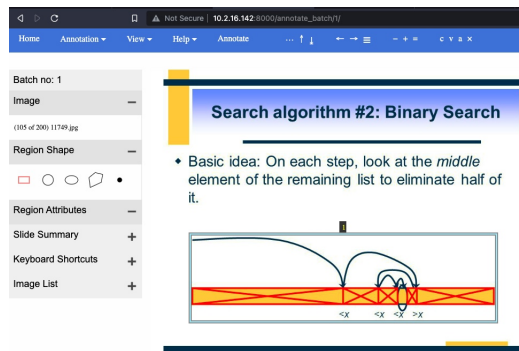 Not Secure | 10.2.16.142:8000/annotate_batch/1/
Home Annotation View Help Annotate ... ↑ ↓ ← → ≡ - + = c v a x
Batch no: 1
Image −
(105 of 200) 11749.jpg
Region Shape −
Region Attributes −
Slide Summary +
Keyboard Shortcuts +
Image List +
Search algorithm #2: Binary Search
• Basic idea: On each step, look at the middle
element of the remaining list to eliminate half of
it.
1
<x <x <x >x